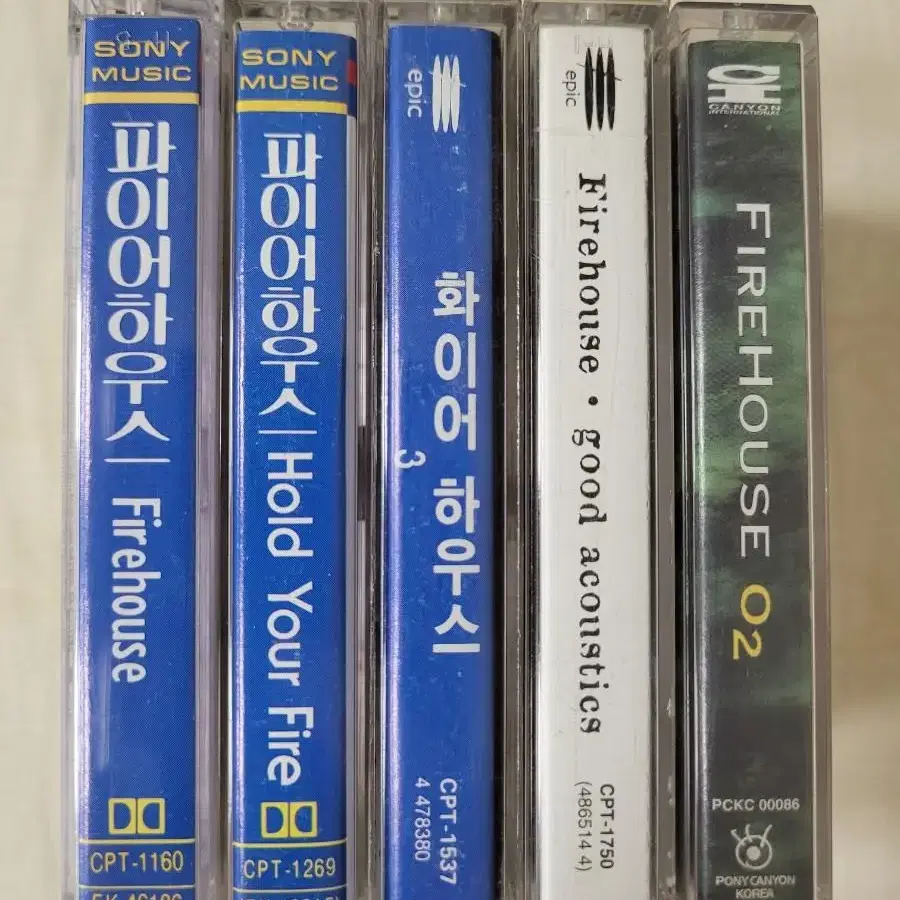 SONY
MUSIC
파이어하우스 | Firehouse
CPT-1160
SONY
MUSIC
파이어하우스 | Hold Your Fire
CPT-1269
epic
화이어 하우스
3
CPT-1537
4 478380
epic
Firehouse • good acoustics
CPT-1750
(486514 4)
CANYON
INTERNATIONAL
FIREHOUSE O2
PCKC 00086
PONY CANYON
KOREA